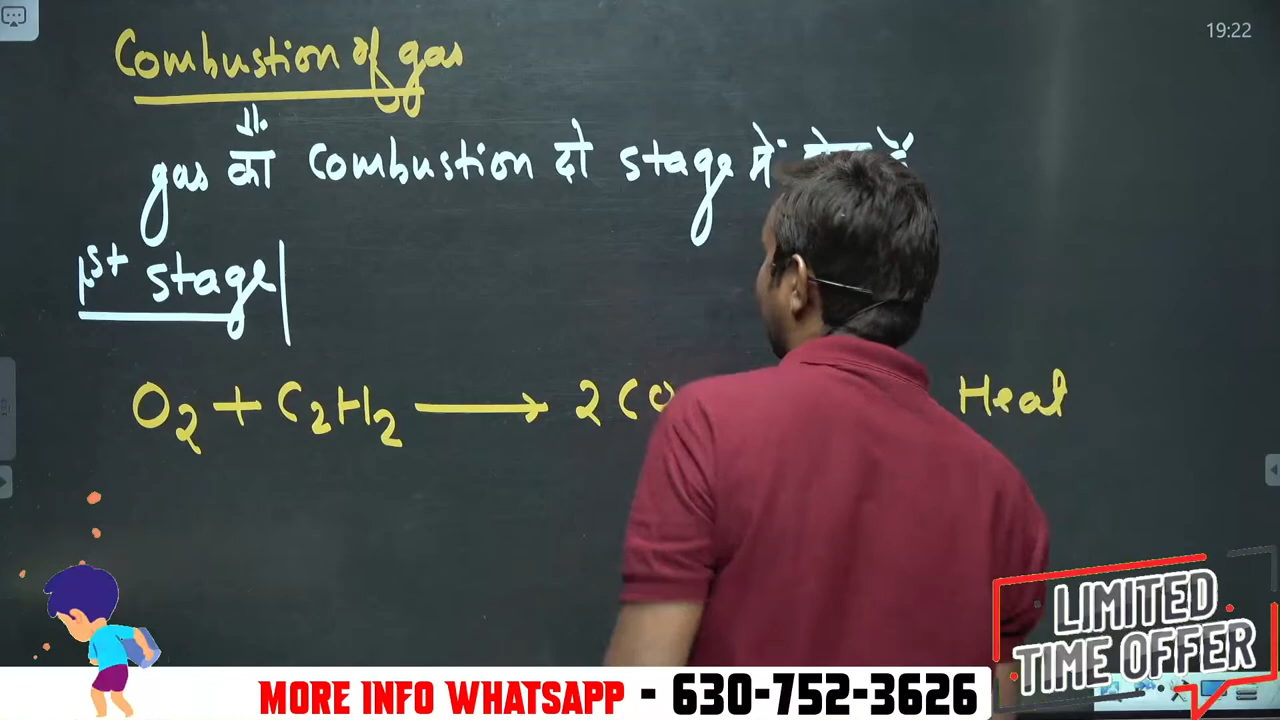 19:22
Combustion of gas
gas का combustion दो stage में
1st stage
O2 + C2H2 → 2CO Heat
LIMITED
TIME OFFER
MORE INFO WHATSAPP - 630-752-3626